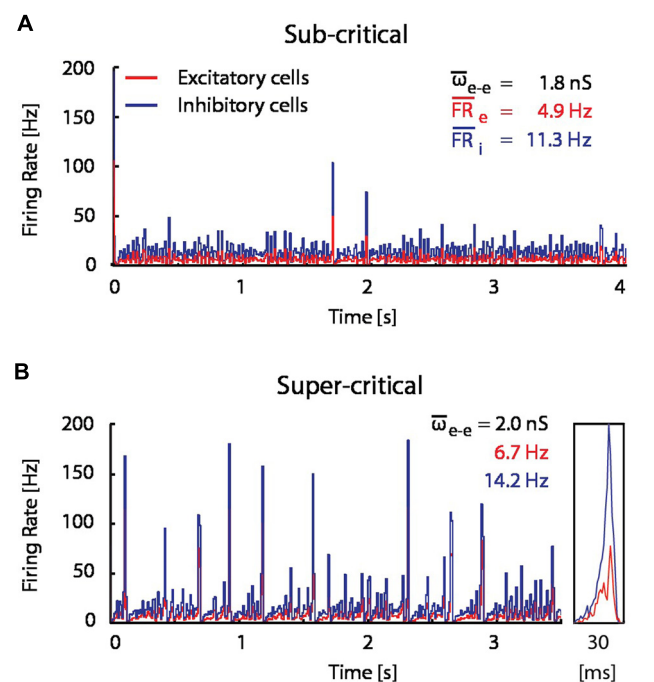 A
Sub-critical
Excitatory cells
Inhibitory cells
ω̅e-e = 1.8 nS
F̅R̅e = 4.9 Hz
F̅R̅i = 11.3 Hz
Firing Rate [Hz]
200
150
100
50
0
0 1 2 3 4
Time [s]
B
Super-critical
ω̅e-e = 2.0 nS
6.7 Hz
14.2 Hz
Firing Rate [Hz]
200
150
100
50
0
0 1 2 3
Time [s]
30
[ms]